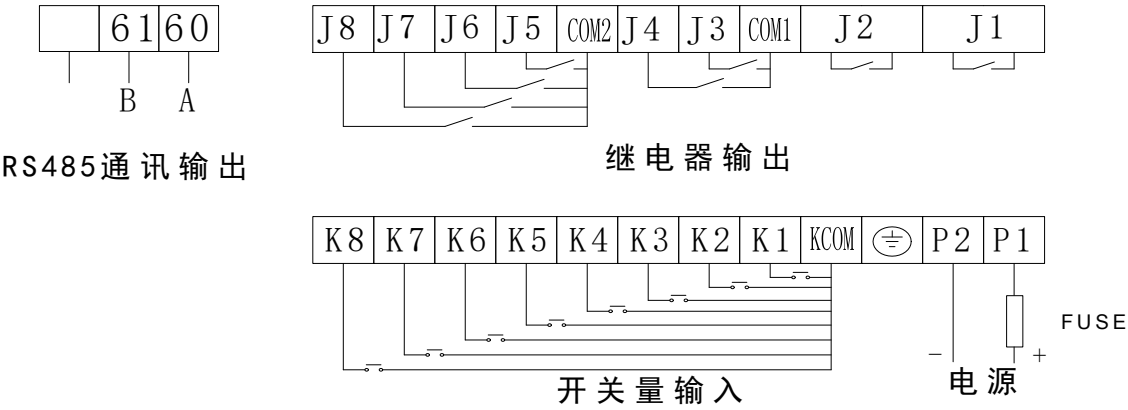 61 60
B A
RS485通讯输出
J8 J7 J6 J5 COM2 J4 J3 COM1 J2 J1
继电器输出
K8 K7 K6 K5 K4 K3 K2 K1 KCOM P2 P1
FUSE
- +
电源
开关量输入